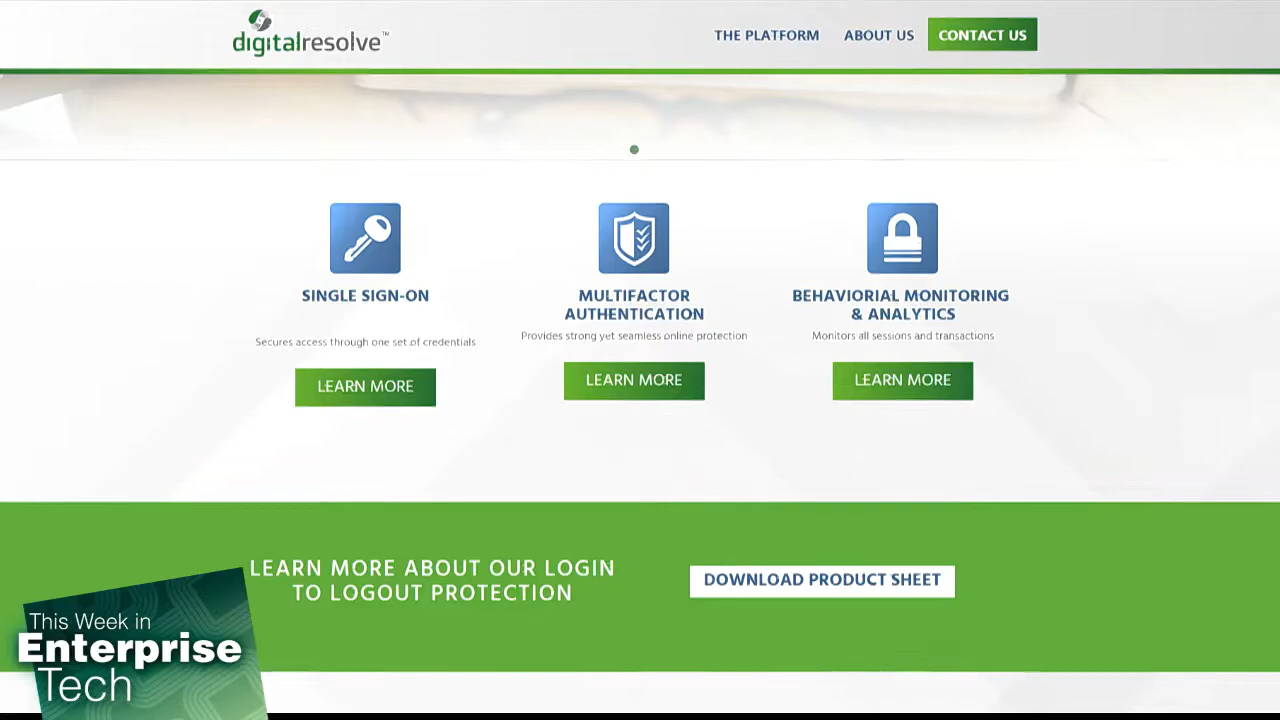 digitalresolve™
THE PLATFORM
ABOUT US
CONTACT US
SINGLE SIGN-ON
Secures access through one set of credentials
LEARN MORE
MULTIFACTOR
AUTHENTICATION
Provides strong yet seamless online protection
LEARN MORE
BEHAVIORIAL MONITORING
& ANALYTICS
Monitors all sessions and transactions
LEARN MORE
LEARN MORE ABOUT OUR LOGIN
TO LOGOUT PROTECTION
DOWNLOAD PRODUCT SHEET
This Week in
Enterprise
Tech